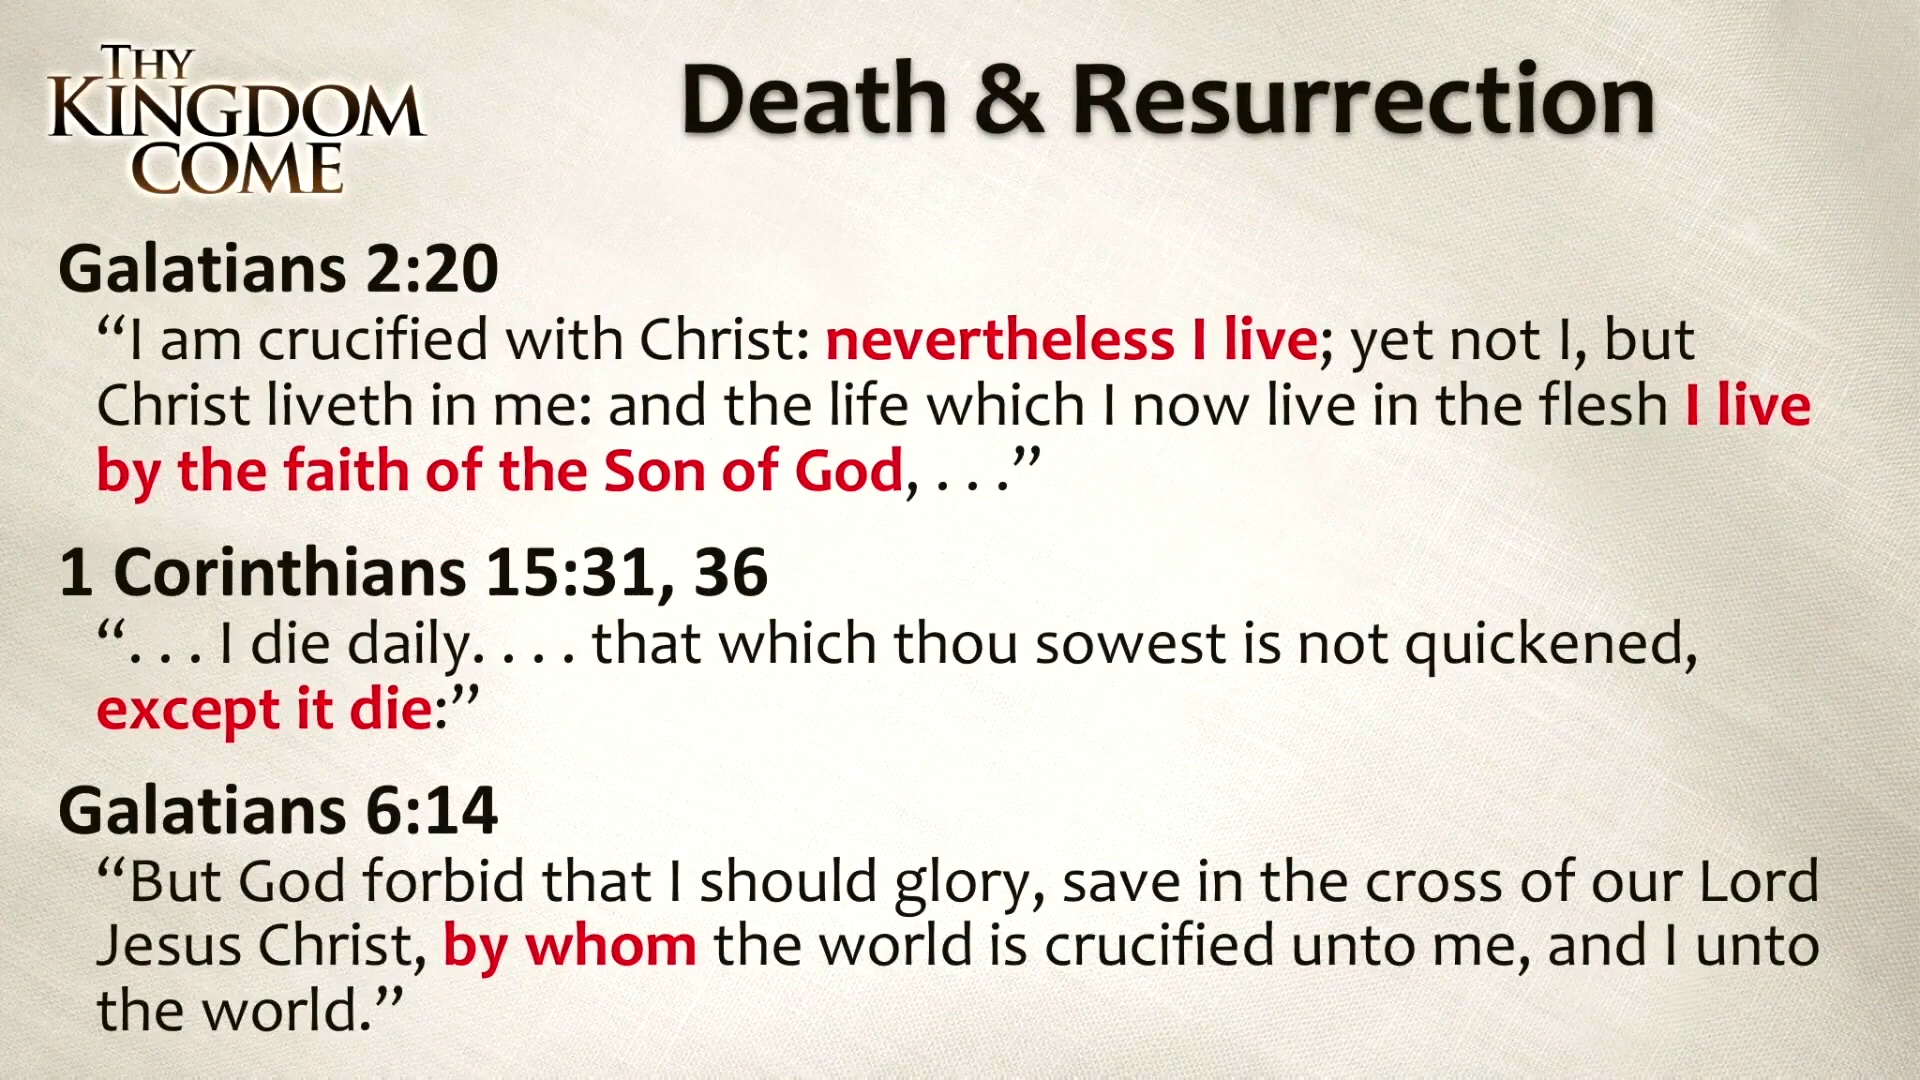 THY
KINGDOM
COME
Death & Resurrection
Galatians 2:20
“I am crucified with Christ: nevertheless I live; yet not I, but
Christ liveth in me: and the life which I now live in the flesh I live
by the faith of the Son of God, . . .”
1 Corinthians 15:31, 36
“. . . I die daily. . . . that which thou sowest is not quickened,
except it die:”
Galatians 6:14
“But God forbid that I should glory, save in the cross of our Lord
Jesus Christ, by whom the world is crucified unto me, and I unto
the world.”